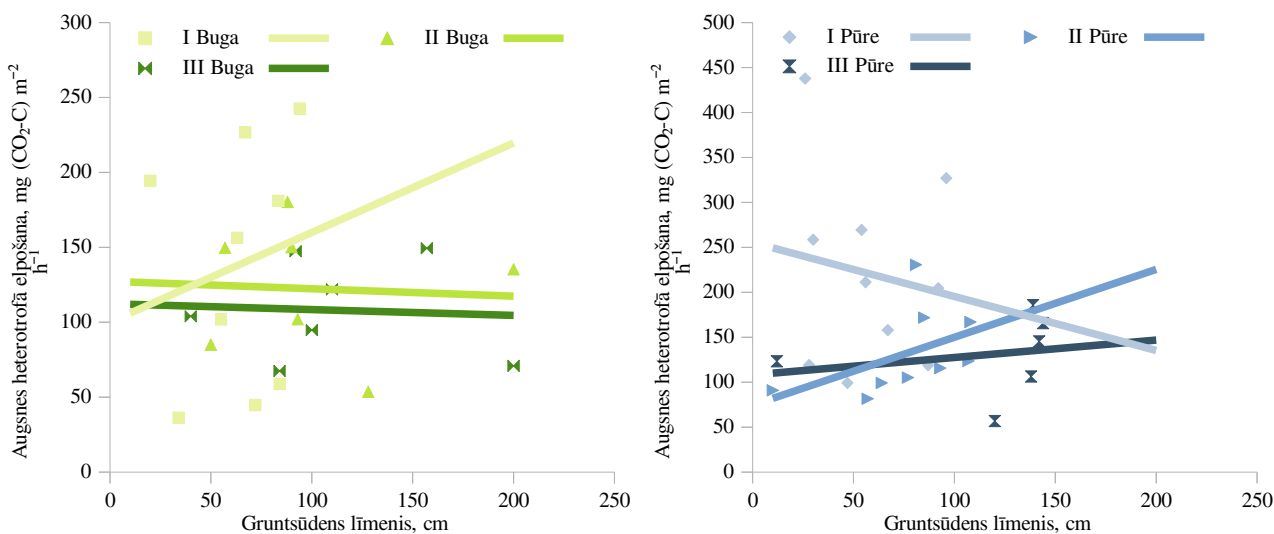 300
250
200
150
100
50
0
0
50
100
150
200
250
Augsnes heterotrofā elpošana, mg (CO₂-C) m⁻²
h⁻¹
Gruntsūdens līmenis, cm
I Buga
II Buga
III Buga
500
450
400
350
300
250
200
150
100
50
0
0
50
100
150
200
250
Augsnes heterotrofā elpošana, mg (CO₂-C) m⁻²
h⁻¹
Gruntsūdens līmenis, cm
I Pūre
II Pūre
III Pūre